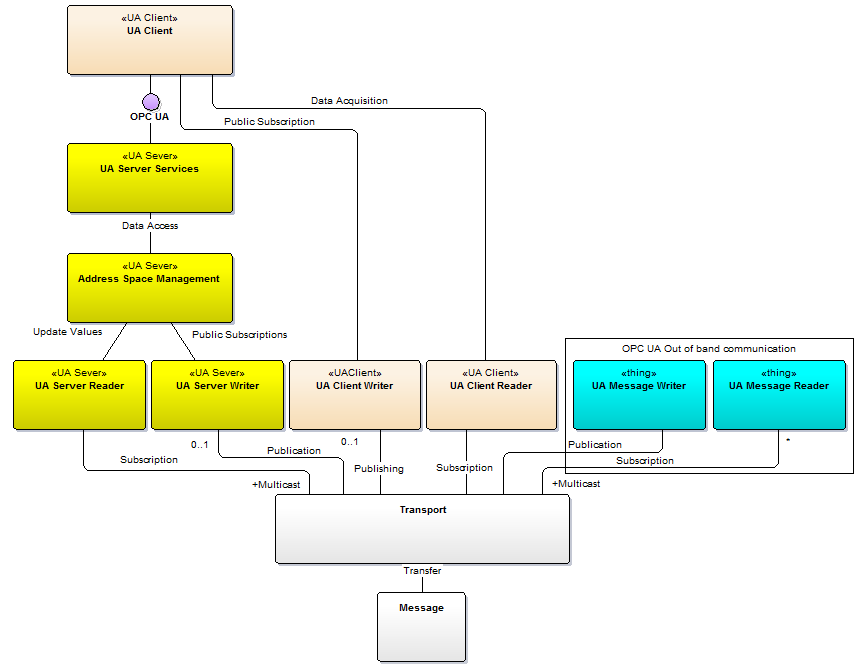 «UA Client»
UA Client
Data Acquisition
OPC UA
Public Subscription
«UA Sever»
UA Server Services
Data Access
«UA Sever»
Address Space Management
Update Values
Public Subscriptions
OPC UA Out of band communication
«UA Sever»
UA Server Reader
«UA Sever»
UA Server Writer
«UAClient»
UA Client Writer
«UA Client»
UA Client Reader
«thing»
UA Message Writer
«thing»
UA Message Reader
0..1
0..1
*
Subscription
Publication
Publishing
Subscription
Publication
Subscription
+Multicast
+Multicast
Transport
Transfer
Message